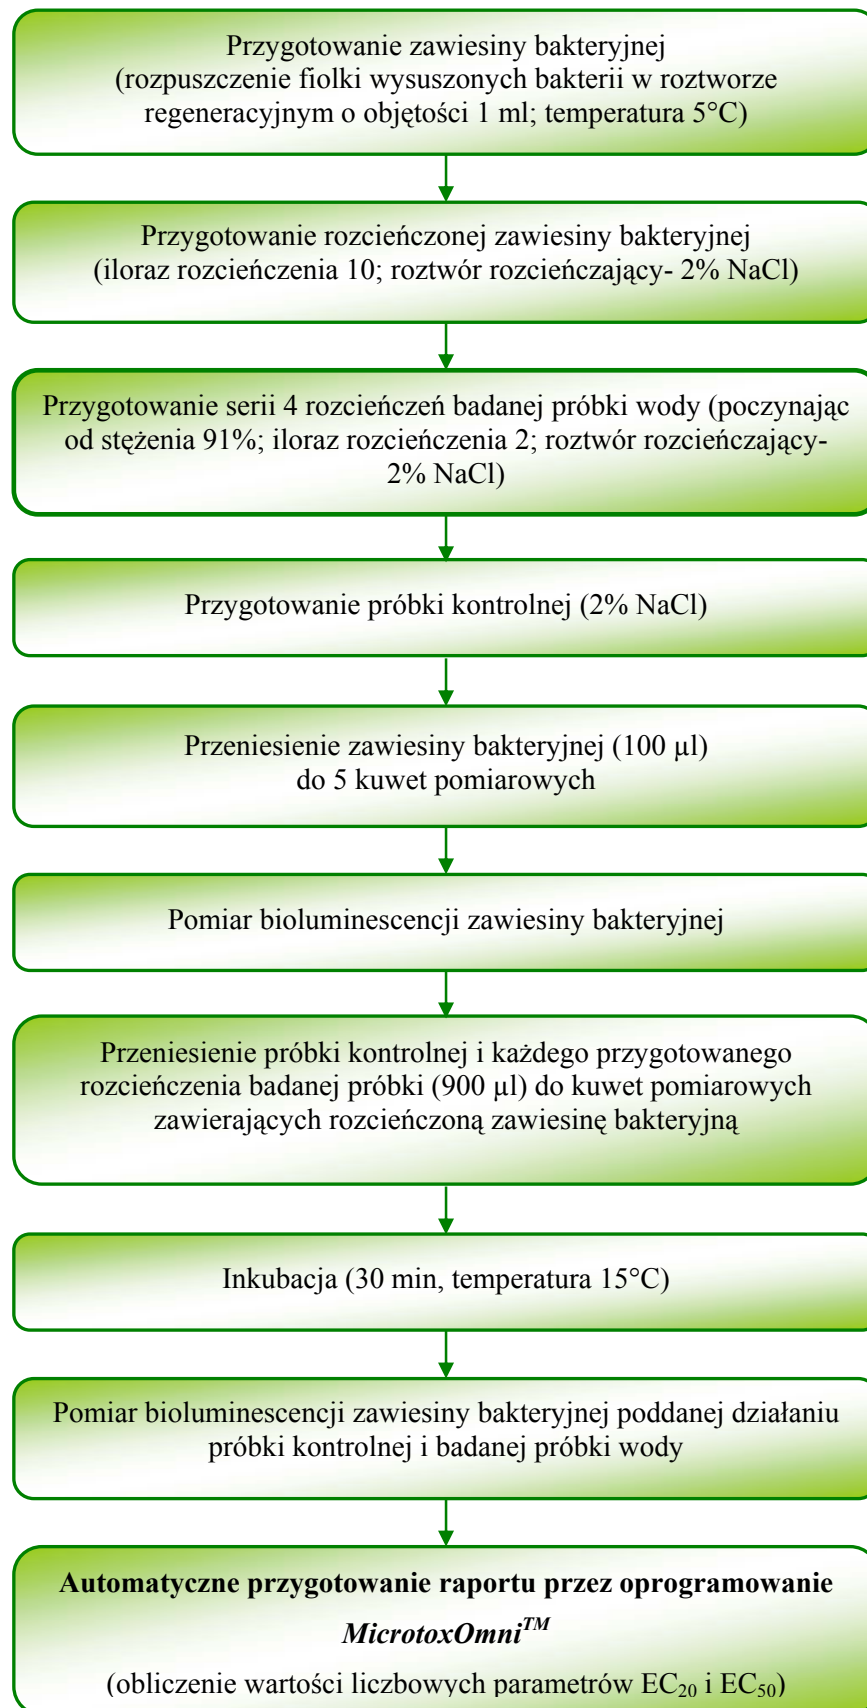 Przygotowanie zawiesiny bakteryjnej
(rozpuszczenie fiolki wysuszonych bakterii w roztworze
regeneracyjnym o objętości 1 ml; temperatura 5°C)
Przygotowanie rozcieńczonej zawiesiny bakteryjnej
(iloraz rozcieńczenia 10; roztwór rozcieńczający- 2% NaCl)
Przygotowanie serii 4 rozcieńczeń badanej próbki wody (poczynając
od stężenia 91%; iloraz rozcieńczenia 2; roztwór rozcieńczający-
2% NaCl)
Przygotowanie próbki kontrolnej (2% NaCl)
Przeniesienie zawiesiny bakteryjnej (100 µl)
do 5 kuwet pomiarowych
Pomiar bioluminescencji zawiesiny bakteryjnej
Przeniesienie próbki kontrolnej i każdego przygotowanego
rozcieńczenia badanej próbki (900 µl) do kuwet pomiarowych
zawierających rozcieńczoną zawiesinę bakteryjną
Inkubacja (30 min, temperatura 15°C)
Pomiar bioluminescencji zawiesiny bakteryjnej poddanej działaniu
próbki kontrolnej i badanej próbki wody
Automatyczne przygotowanie raportu przez oprogramowanie
MicrotoxOmni™
(obliczenie wartości liczbowych parametrów EC₂₀ i EC₅₀)